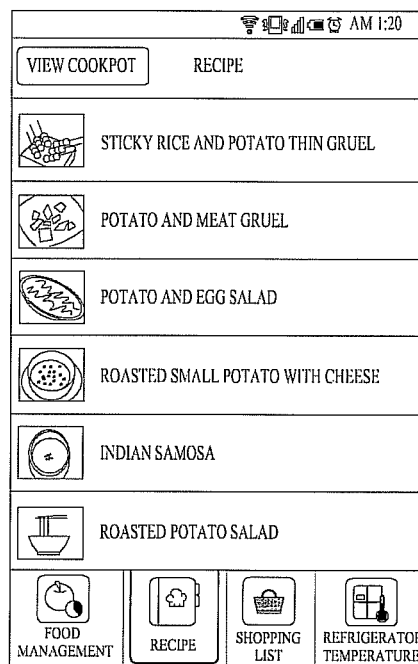 AM 1:20
VIEW COOKPOT RECIPE
STICKY RICE AND POTATO THIN GRUEL
POTATO AND MEAT GRUEL
POTATO AND EGG SALAD
ROASTED SMALL POTATO WITH CHEESE
INDIAN SAMOSA
ROASTED POTATO SALAD
FOOD
MANAGEMENT
RECIPE
SHOPPING
LIST
REFRIGERATOR
TEMPERATURE